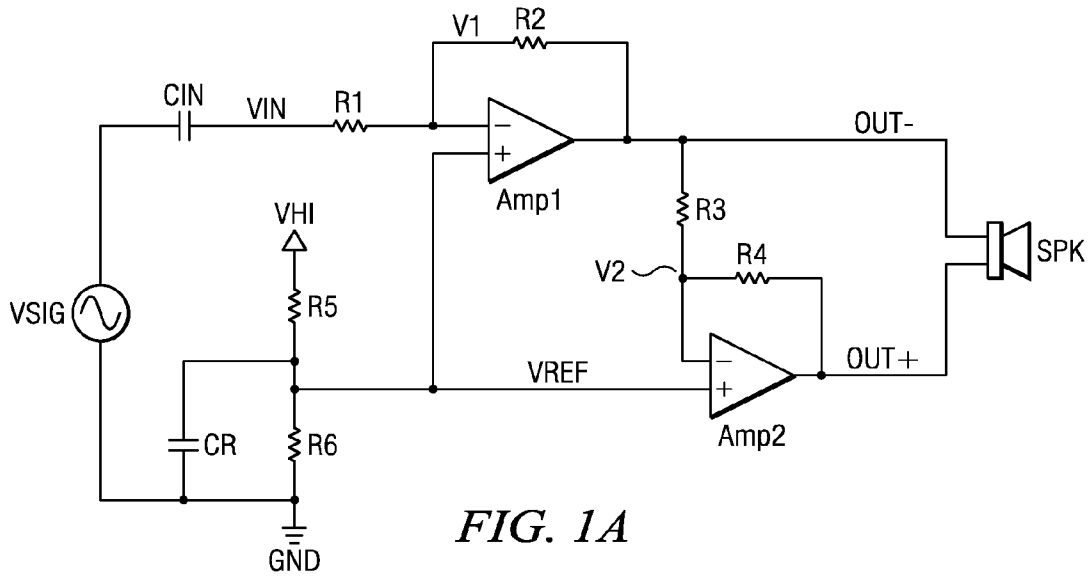 V1
R2
CIN
VIN
R1
−
+
Amp1
OUT-
R3
VHI
V2
R4
SPK
VSIG
R5
−
+
OUT+
VREF
CR
R6
Amp2
GND
FIG. 1A